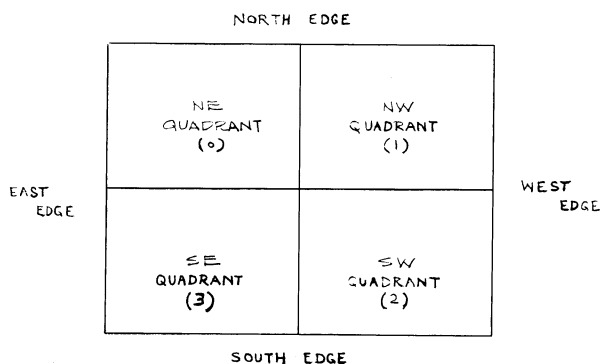 NORTH EDGE
NE
QUADRANT
(0)
NW
QUADRANT
(1)
EAST
EDGE
WEST
EDGE
SE
QUADRANT
(3)
SW
QUADRANT
(2)
SOUTH EDGE